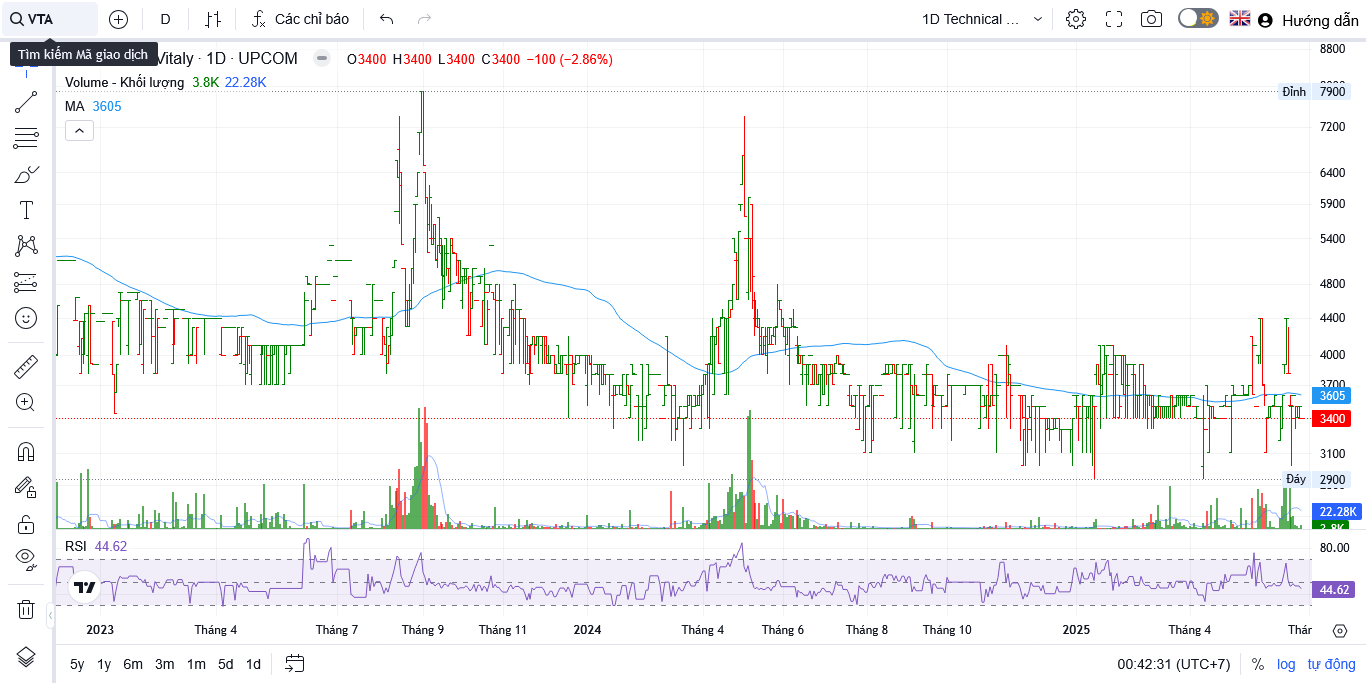 VTA D Các chỉ báo 1D Technical ... Hướng dẫn
Tìm kiếm Mã giao dịch
Vitaly · 1D · UPCOM O3400 H3400 L3400 C3400 −100 (−2.86%)
Volume - Khối lượng 3.8K 22.28K
MA 3605
8800
Đỉnh 7900
7200
6400
5900
5400
4800
4400
4000
3700
3605
3400
3100
Đáy 2900
22.28K
3.8K
RSI 44.62
80.00
44.62
2023 Tháng 4 Tháng 7 Tháng 9 Tháng 11 2024 Tháng 4 Tháng 6 Tháng 8 Tháng 10 2025 Tháng 4 Thár
5y 1y 6m 3m 1m 5d 1d 00:42:31 (UTC+7) % log tự động